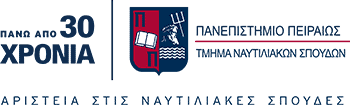 ΠΑΝΩ ΑΠΟ 30
ΧΡΟΝΙΑ
ΠΑΝΕΠΙΣΤΗΜΙΟ ΠΕΙΡΑΙΩΣ
ΤΜΗΜΑ ΝΑΥΤΙΛΙΑΚΩΝ ΣΠΟΥΔΩΝ
ΑΡΙΣΤΕΙΑ ΣΤΙΣ ΝΑΥΤΙΛΙΑΚΕΣ ΣΠΟΥΔΕΣ